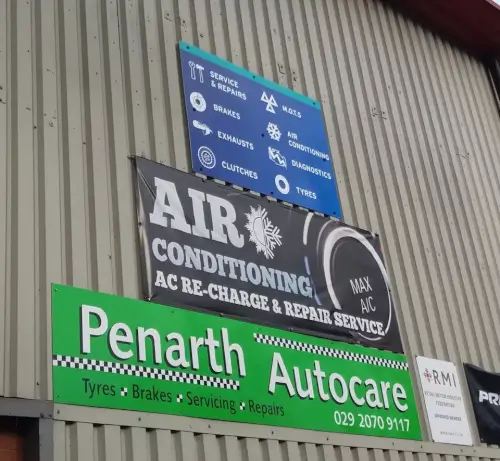 SERVICE
& REPAIRS
M.O.T.S
BRAKES
AIR
CONDITIONING
EXHAUSTS
DIAGNOSTICS
CLUTCHES
TYRES
AIR
CONDITIONING
AC RE-CHARGE & REPAIR SERVICE
MAX
A/C
Penarth Autocare
Tyres Brakes Servicing Repairs
029 2070 9117
RMI
PR